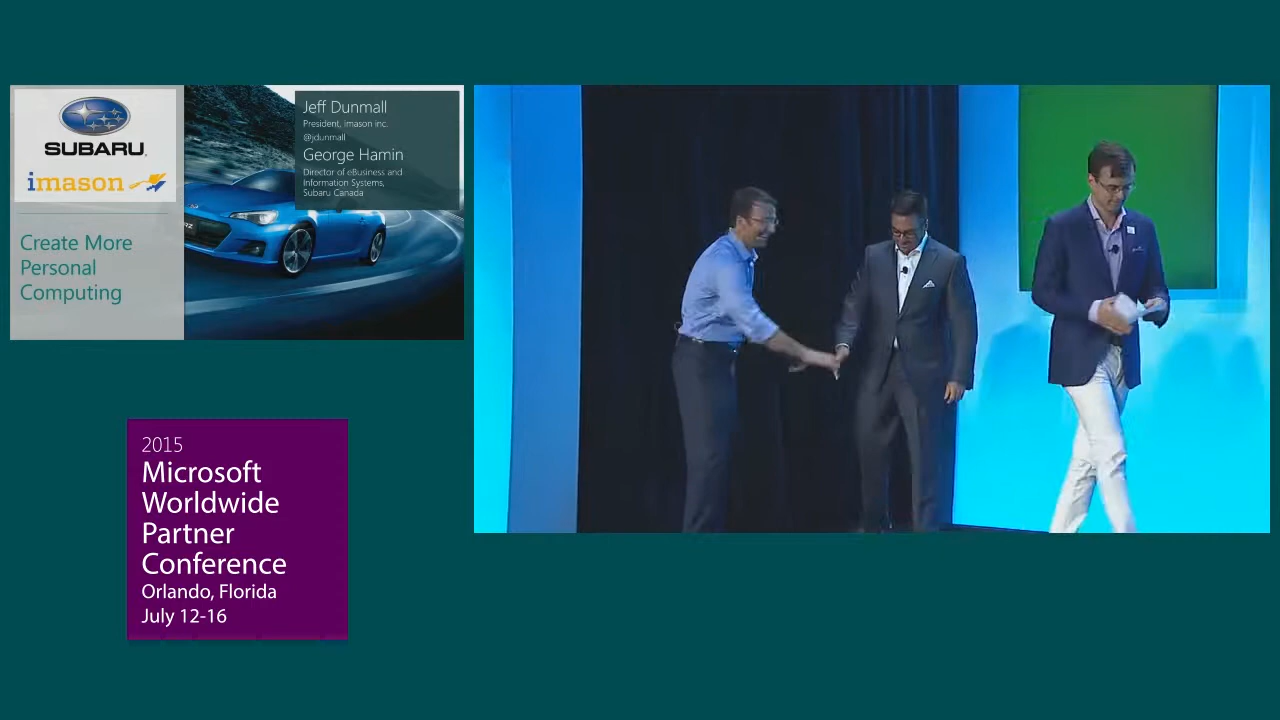 SUBARU
imason
Create More
Personal
Computing
Jeff Dunmall
President, imason inc.
@jdunmall
George Hamin
Director of eBusiness and
Information Systems,
Subaru Canada
2015
Microsoft
Worldwide
Partner
Conference
Orlando, Florida
July 12-16